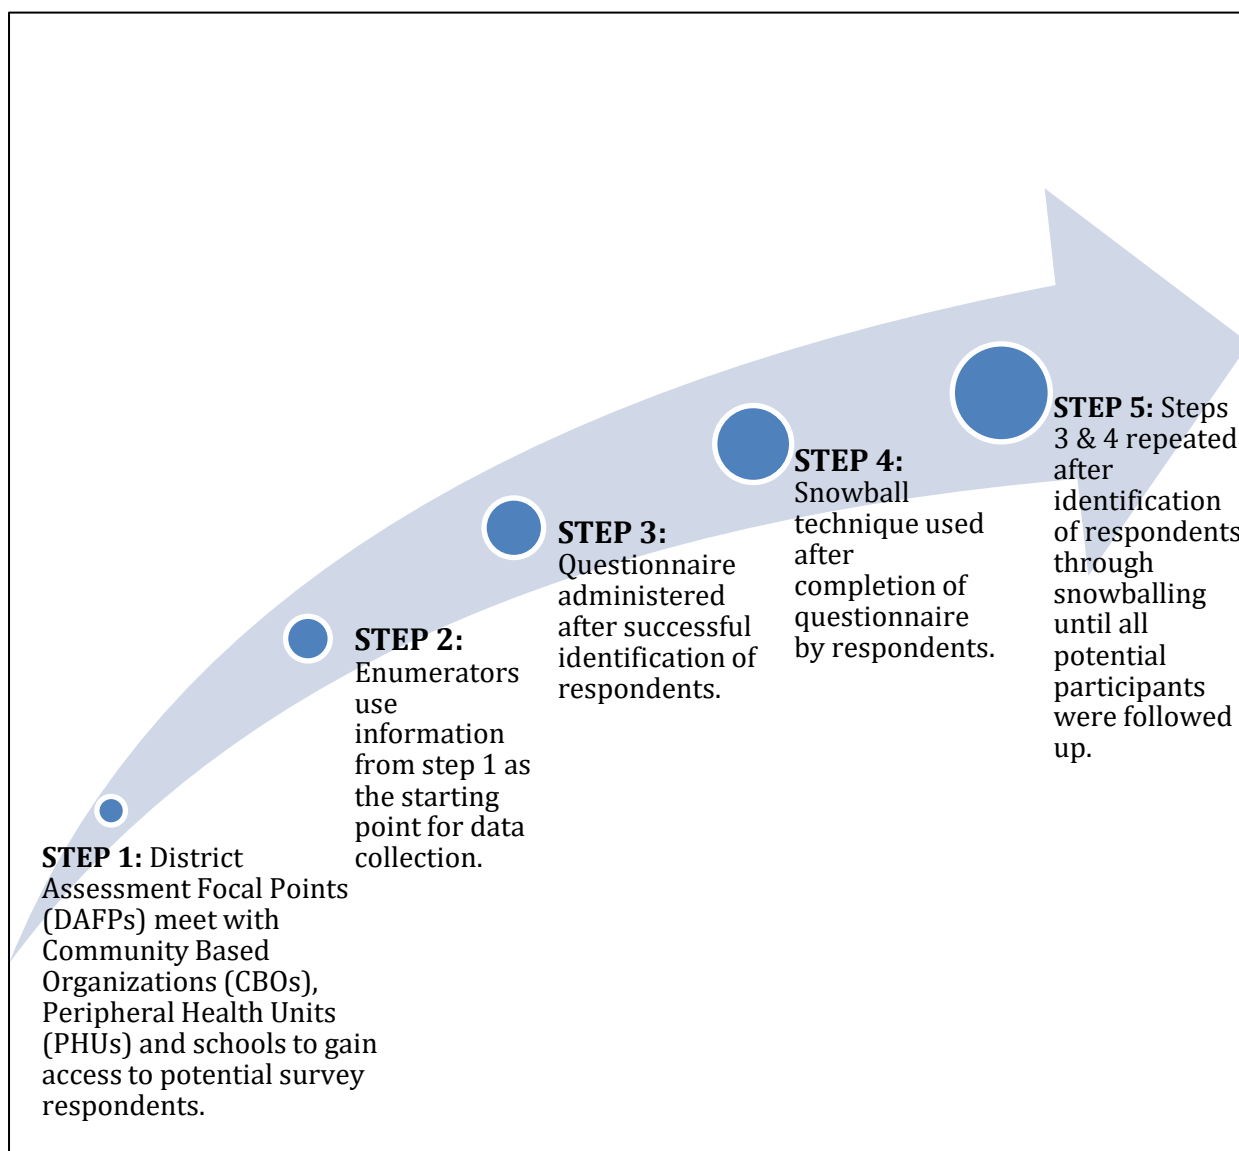 STEP 1: District
Assessment Focal Points
(DAFPs) meet with
Community Based
Organizations (CBOs),
Peripheral Health Units
(PHUs) and schools to gain
access to potential survey
respondents.
STEP 2:
Enumerators
use
information
from step 1 as
the starting
point for data
collection.
STEP 3:
Questionnaire
administered
after successful
identification of
respondents.
STEP 4:
Snowball
technique used
after
completion of
questionnaire
by respondents.
STEP 5: Steps
3 & 4 repeated
after
identification
of respondents
through
snowballing
until all
potential
participants
were followed
up.